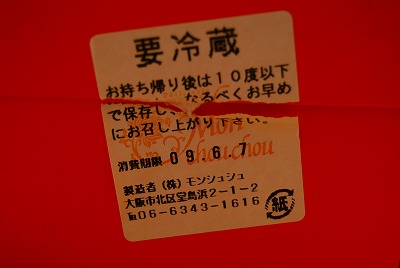 要冷蔵
お持ち帰り後は10度以下
で保存し、なるべくお早め
にお召し上がり下さい。
Mon
chouchou
消費期限 09.6.7
製造者(株)モンシュシュ
大阪市北区堂島浜2-1-2
℡06-6343-1616
紙